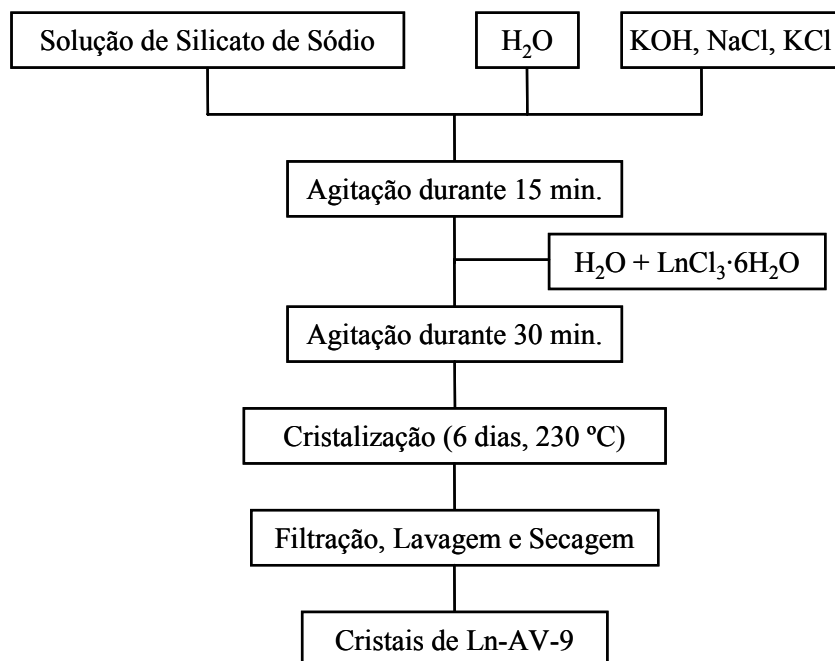 Solução de Silicato de Sódio
H₂O
KOH, NaCl, KCl
Agitação durante 15 min.
H₂O + LnCl₃·6H₂O
Agitação durante 30 min.
Cristalização (6 dias, 230 ºC)
Filtração, Lavagem e Secagem
Cristais de Ln-AV-9